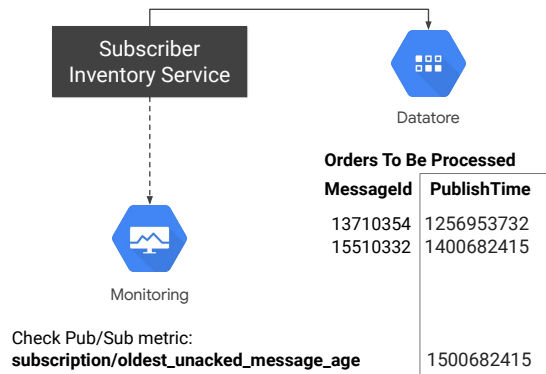 Subscriber
Inventory Service
Datatore
Orders To Be Processed
MessageId PublishTime
13710354 1256953732
15510332 1400682415
Monitoring
Check Pub/Sub metric:
subscription/oldest_unacked_message_age 1500682415